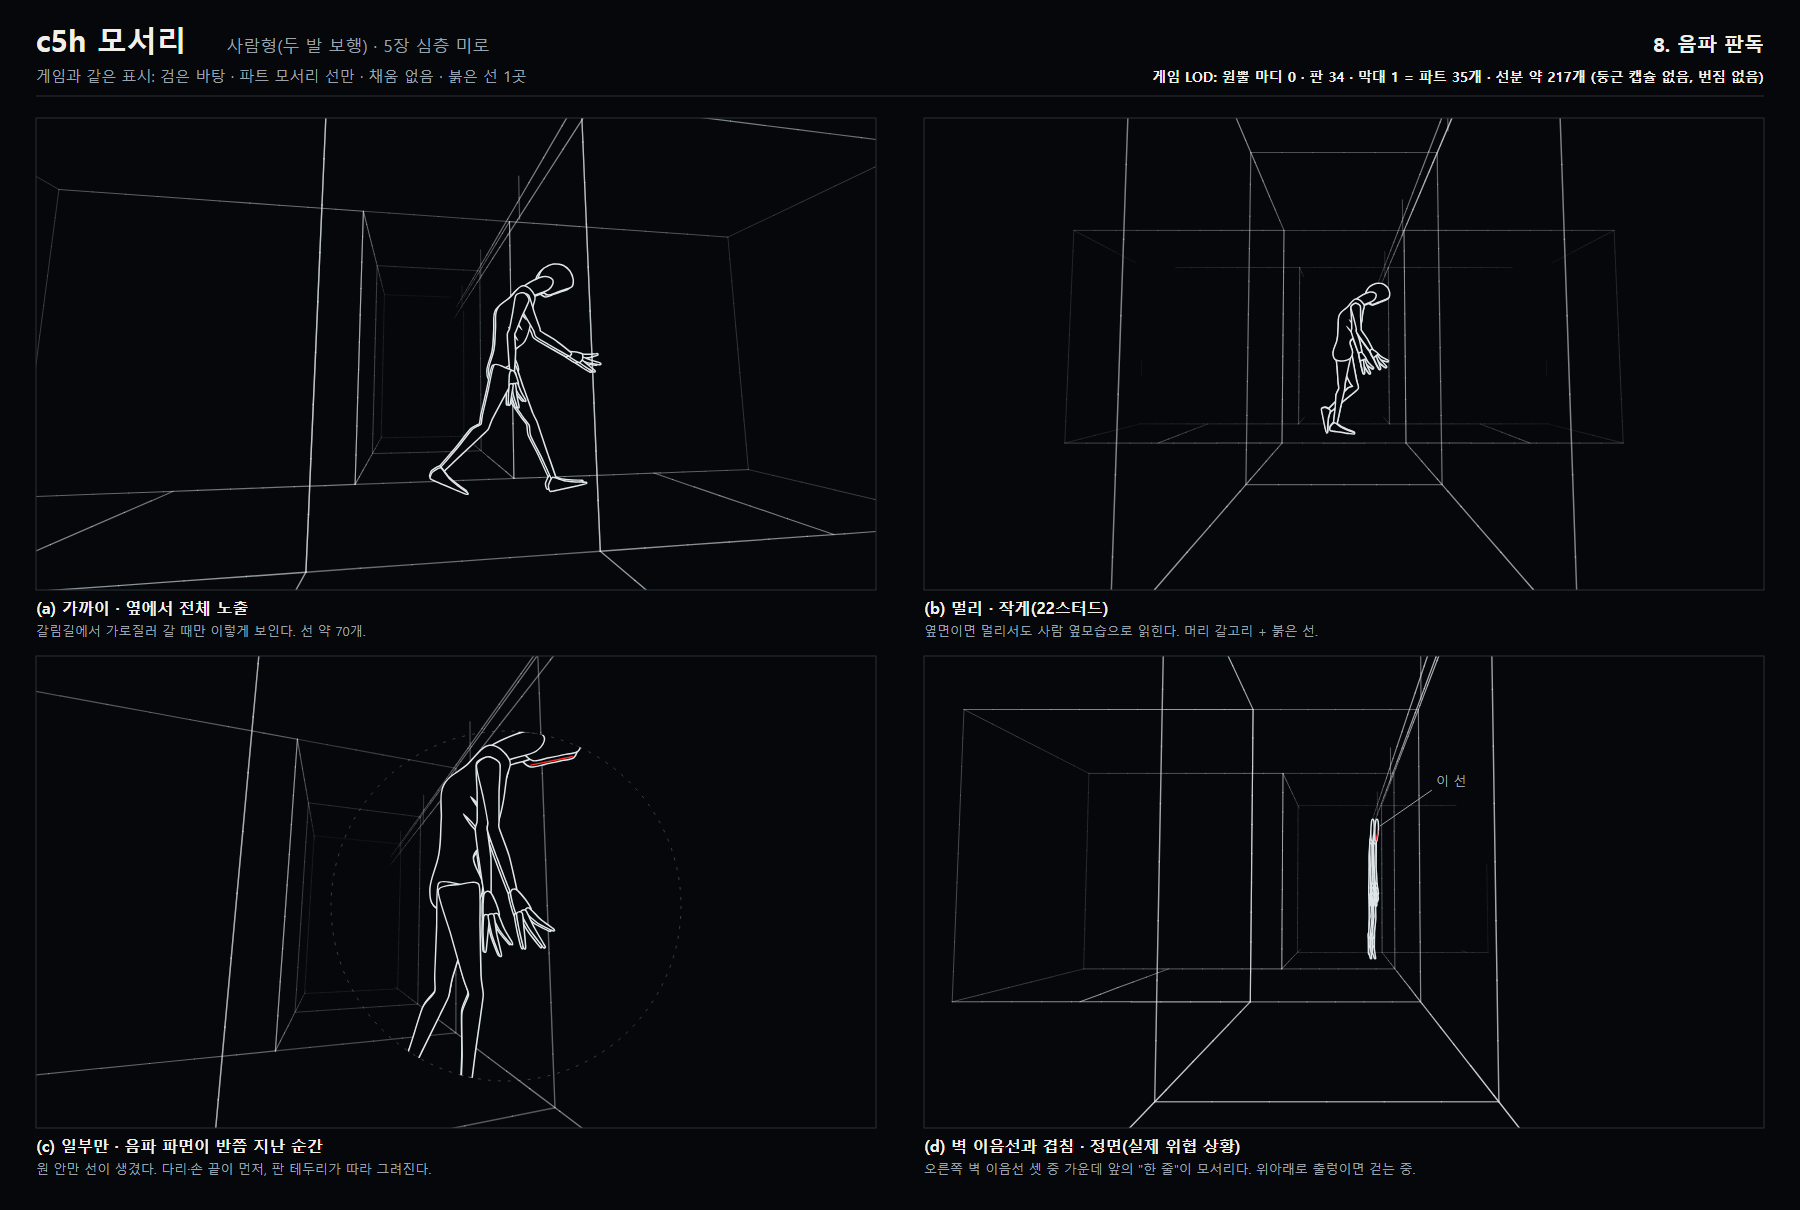 c5h 모서리 사람형(두 발 보행) · 5장 심층 미로
8. 음파 판독
게임과 같은 표시: 검은 바탕 · 파트 모서리 선만 · 채움 없음 · 붉은 선 1곳
게임 LOD: 원뿔 마디 0 · 판 34 · 막대 1 = 파트 35개 · 선분 약 217개 (둥근 캡슐 없음, 번짐 없음)
(a) 가까이 · 옆에서 전체 노출
갈림길에서 가로질러 갈 때만 이렇게 보인다. 선 약 70개.
(b) 멀리 · 작게(22스터드)
옆면이면 멀리서도 사람 옆모습으로 읽힌다. 머리 갈고리 + 붉은 선.
이 선
(c) 일부만 · 음파 파면이 반쯤 지난 순간
원 안만 선이 생겼다. 다리·손 끝이 먼저, 판 테두리가 따라 그려진다.
(d) 벽 이음선과 겹침 · 정면(실제 위협 상황)
오른쪽 벽 이음선 셋 중 가운데 앞의 "한 줄"이 모서리다. 위아래로 출렁이면 걷는 중.